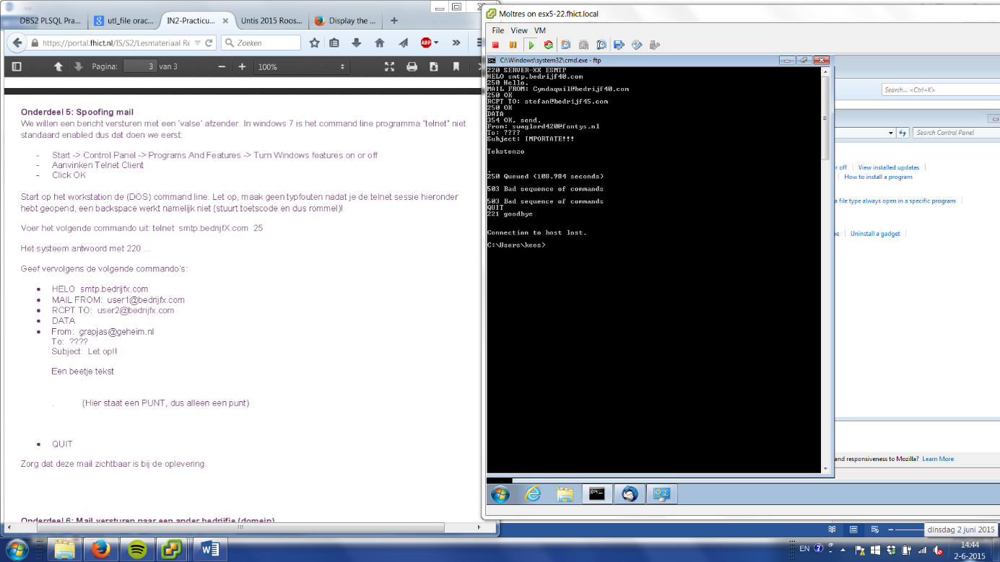 DBS2 PLSQL Pra...
utl_file orac...
IN2-Practicu...
Untis 2015 Roos...
Display the ...
https://portal.fhict.nl/IS/S2/Lesmateriaal Re
Zoeken
ABP
Pagina: 3 van 3
100%
Onderdeel 5: Spoofing mail
We willen een bericht versturen met een 'valse' afzender. In windows 7 is het command line programma "telnet" niet
standaard enabled dus dat doen we eerst:
- Start -> Control Panel -> Programs And Features -> Turn Windows features on or off
- Aanvinken Telnet Client
- Click OK
Start op het workstation de (DOS) command line. Let op, maak geen typfouten nadat je de telnet sessie hieronder
hebt geopend, een backspace werkt namelijk niet (stuurt toetscode en dus rommel)!
Voer het volgende commando uit: telnet smtp.bedrijfX.com 25
Het systeem antwoord met 220 ...
Geef vervolgens de volgende commando's:
• HELO smtp.bedrijfx.com
• MAIL FROM: user1@bedrijfx.com
• RCPT TO: user2@bedrijfx.com
• DATA
• From: grapjas@geheim.nl
To: ????
Subject: Let op!!
Een beetje tekst
. (Hier staat een PUNT, dus alleen een punt)
• QUIT
Zorg dat deze mail zichtbaar is bij de oplevering.
Onderdeel 6: Mail versturen naar een ander bedrijfje (domein)
Moltres on esx5-22.fhict.local
File View VM
C:\Windows\system32\cmd.exe - ftp
220 SERVER-XX ESMTP
HELO smtp.bedrijf40.com
250 Hello.
MAIL FROM: Cyndaquil@bedrijf40.com
250 OK
RCPT TO: stefan@bedrijf45.com
250 OK
DATA
354 OK, send.
From: swaglord420@fontys.nl
To: ????
Subject: IMPORTATE!!!
Tekstenzo
.
250 Queued (108.984 seconds)
503 Bad sequence of commands
503 Bad sequence of commands
QUIT
221 goodbye
Connection to host lost.
C:\Users\kees>
Search... <Ctrl+K>
Search Control Panel
or off View installed updates
How to install a program
a file type always open in a specific program
Uninstall a gadget
and responsiveness to Mozilla? Learn More
dinsdag 2 juni 2015
EN
14:44
2-6-2015